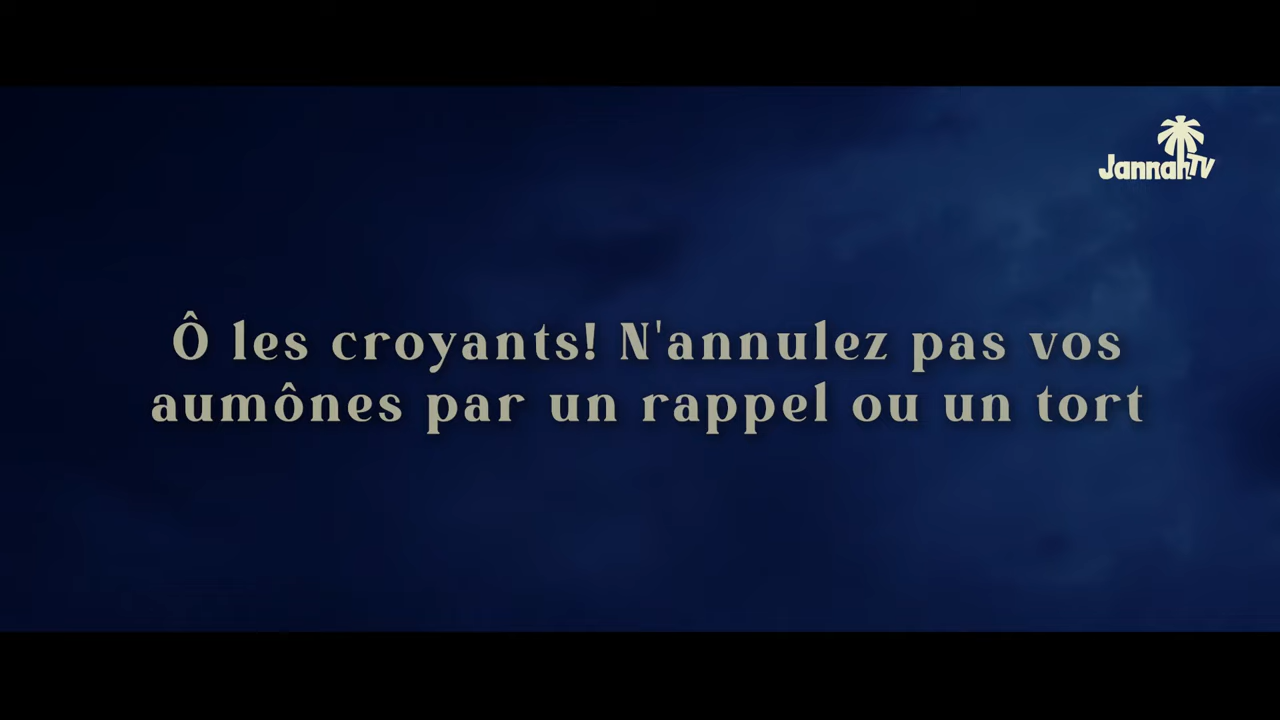 JannahTV
Ô les croyants! N'annulez pas vos
aumônes par un rappel ou un tort